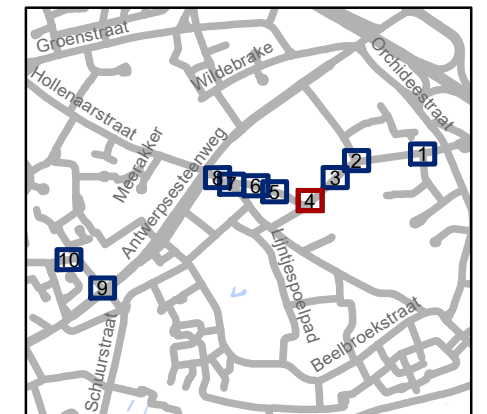 Groenstraat
Wildebrake
Orchideestraat
Hollenaarstraat
Meerakker
Antwerpsesteenweg
1
2
3
4
5
6
7
8
Lijntjespoelpad
10
9
Schuurstraat
Beelbroekstraat